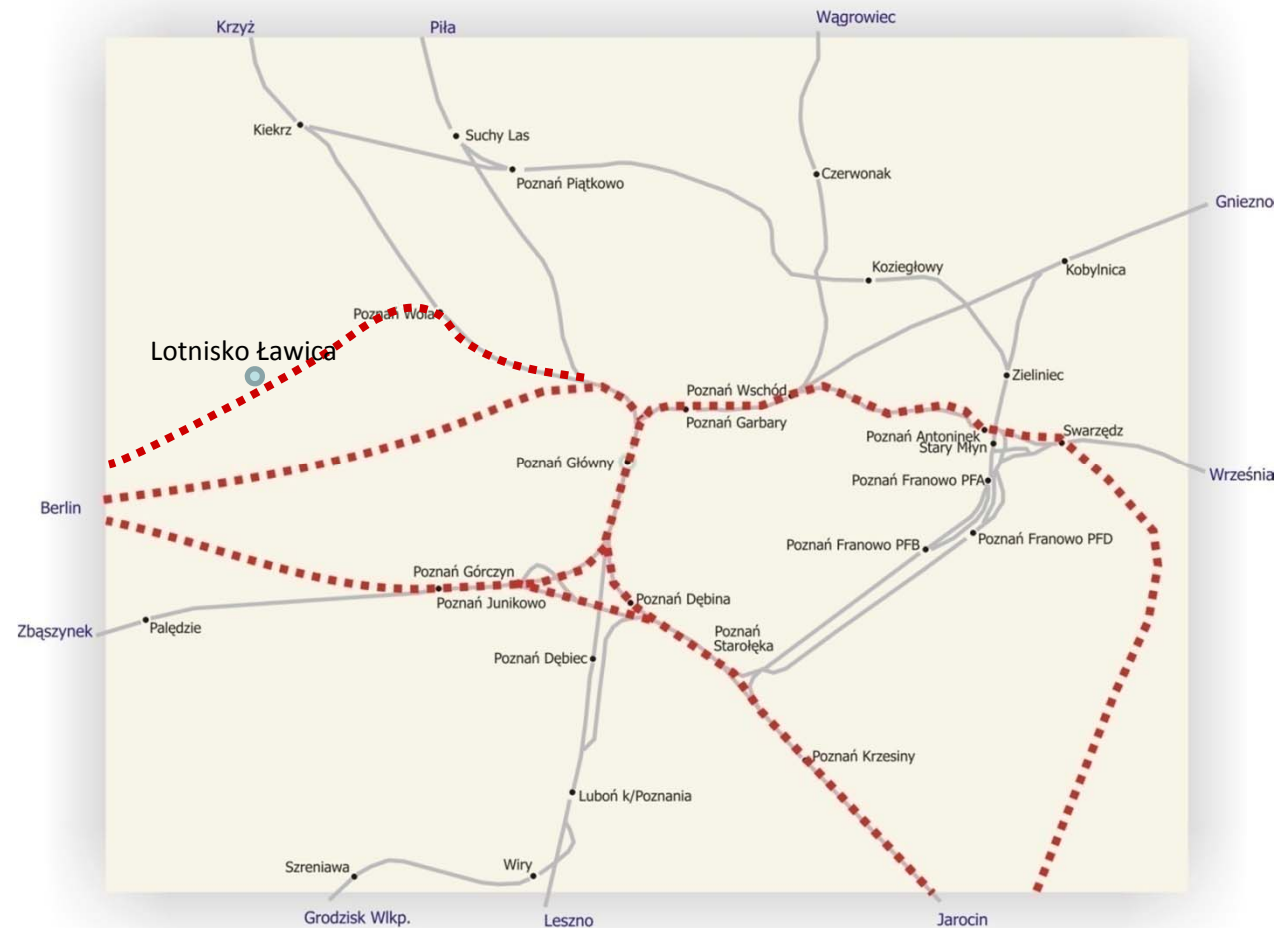 Wągrowiec
Krzyż
Piła
Kiekrz
Suchy Las
Poznań Piątkowo
Czerwonak
Gniezno
Koziegłowy
Kobylnica
Poznań Wola
Lotnisko Ławica
Zieliniec
Poznań Wschód
Poznań Garbary
Poznań Antoninek
Stary Młyn
Swarzędz
Poznań Główny
Poznań Franowo PFA
Września
Berlin
Poznań Franowo PFB
Poznań Franowo PFD
Poznań Górczyn
Poznań Junikowo
Poznań Dębina
Zbąszynek
Palędzie
Poznań
Starołęka
Poznań Dębiec
Poznań Krzesiny
Luboń k/Poznania
Szreniawa
Wiry
Grodzisk Wlkp.
Leszno
Jarocin